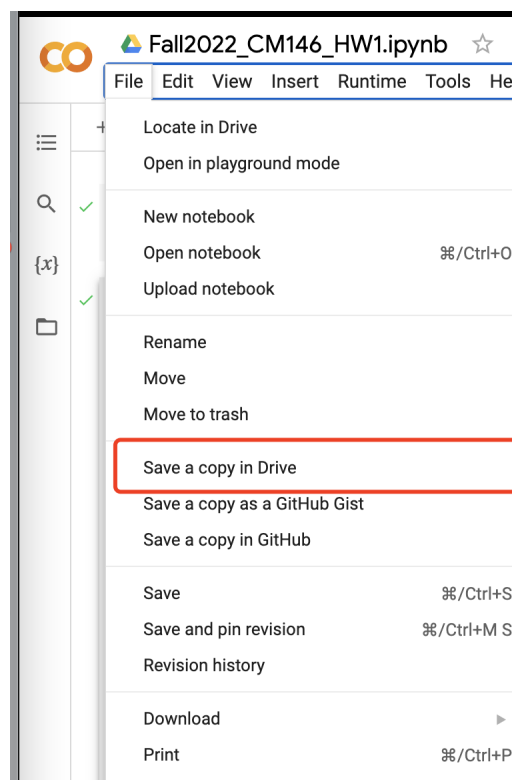 Fall2022_CM146_HW1.ipynb
File Edit View Insert Runtime Tools He
+
Locate in Drive
Open in playground mode
New notebook
{x}
Open notebook ⌘/Ctrl+O
Upload notebook
Rename
Move
Move to trash
Save a copy in Drive
Save a copy as a GitHub Gist
Save a copy in GitHub
Save ⌘/Ctrl+S
Save and pin revision ⌘/Ctrl+M S
Revision history
Download
Print ⌘/Ctrl+P